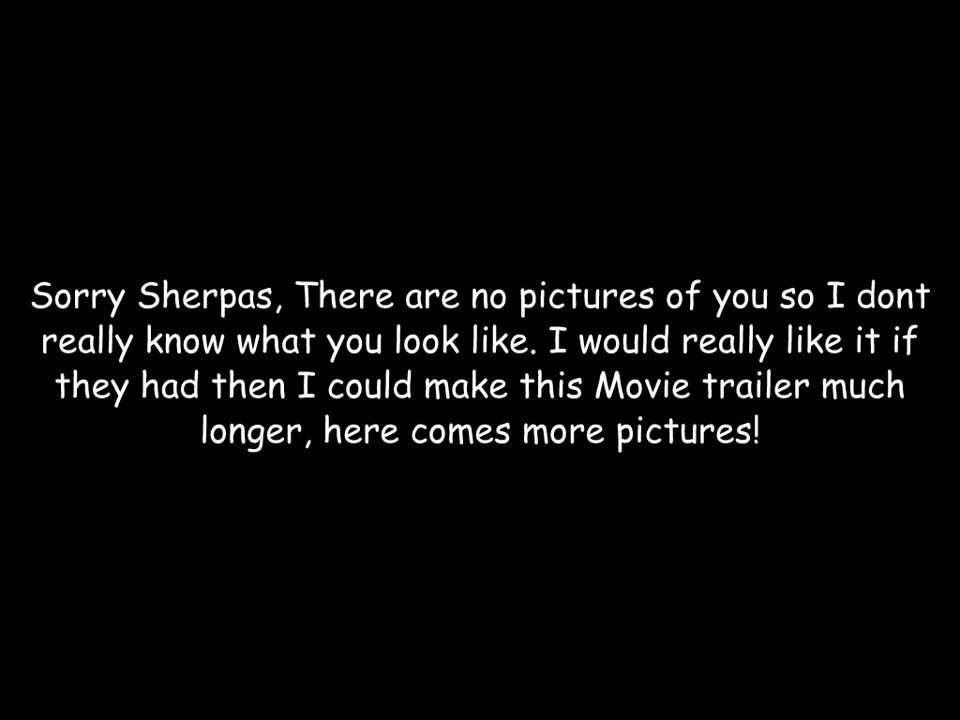 Sorry Sherpas, There are no pictures of you so I dont
really know what you look like. I would really like it if
they had then I could make this Movie trailer much
longer, here comes more pictures!